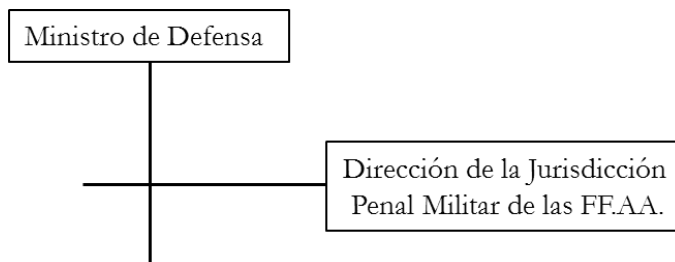 Ministro de Defensa
Dirección de la Jurisdicción
Penal Militar de las FF.AA.